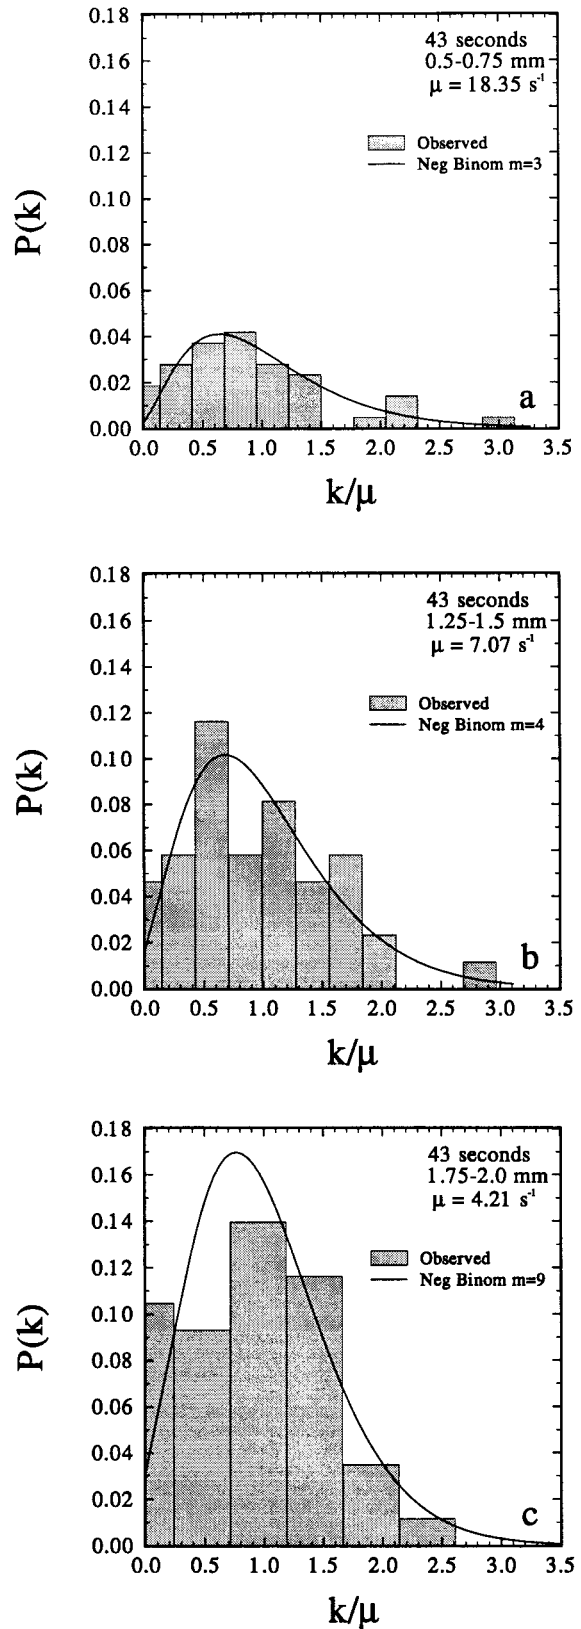 0.18
43 seconds
0.5-0.75 mm
μ = 18.35 s⁻¹
0.16
0.14
Observed
Neg Binom m=3
0.12
0.10
P(k)
0.08
0.06
0.04
0.02
0.00
a
0.0 0.5 1.0 1.5 2.0 2.5 3.0 3.5
k/μ
0.18
43 seconds
1.25-1.5 mm
μ = 7.07 s⁻¹
0.16
0.14
Observed
Neg Binom m=4
0.12
0.10
P(k)
0.08
0.06
0.04
0.02
0.00
b
0.0 0.5 1.0 1.5 2.0 2.5 3.0 3.5
k/μ
0.18
43 seconds
1.75-2.0 mm
μ = 4.21 s⁻¹
0.16
0.14
Observed
Neg Binom m=9
0.12
0.10
P(k)
0.08
0.06
0.04
0.02
0.00
c
0.0 0.5 1.0 1.5 2.0 2.5 3.0 3.5
k/μ